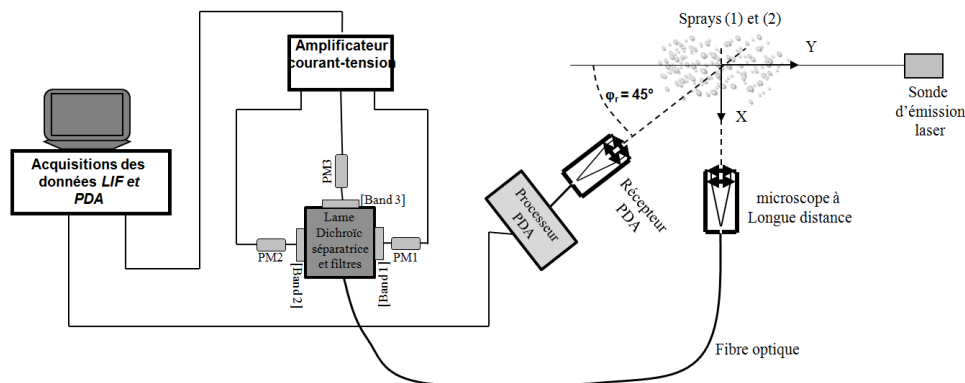 Sprays (1) et (2)
Amplificateur
courant-tension
Y
φr = 45°
X
Sonde
d'émission
laser
Acquisitions des
données LIF et
PDA
PM3
[Band 3]
Lame
Dichroïc
séparatrice
et filtres
PM2
[Band 2]
PM1
[Band 1]
Processeur
PDA
Récepteur
PDA
microscope à
Longue distance
Fibre optique